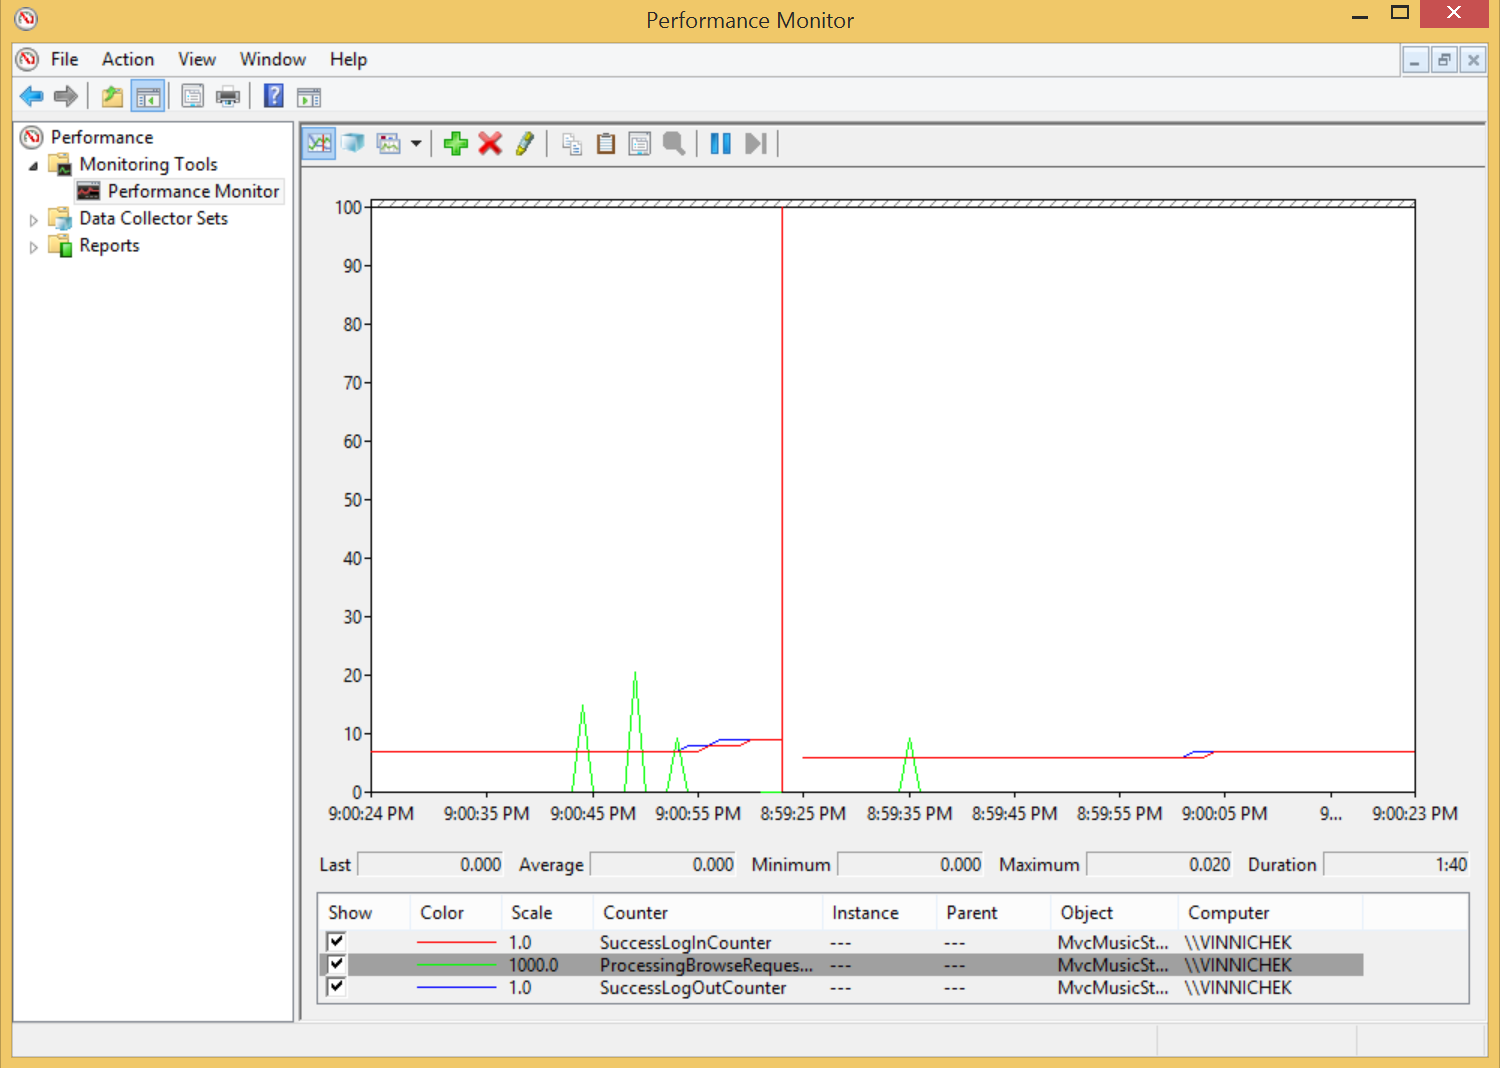 Performance Monitor
File Action View Window Help
Performance
Monitoring Tools
Performance Monitor
Data Collector Sets
Reports
100
90
80
70
60
50
40
30
20
10
0
9:00:24 PM 9:00:35 PM 9:00:45 PM 9:00:55 PM 8:59:25 PM 8:59:35 PM 8:59:45 PM 8:59:55 PM 9:00:05 PM 9... 9:00:23 PM
Last 0.000 Average 0.000 Minimum 0.000 Maximum 0.020 Duration 1:40
Show Color Scale Counter Instance Parent Object Computer
1.0 SuccessLogInCounter --- --- MvcMusicSt... \\VINNICHEK
1000.0 ProcessingBrowseReques... --- --- MvcMusicSt... \\VINNICHEK
1.0 SuccessLogOutCounter --- --- MvcMusicSt... \\VINNICHEK